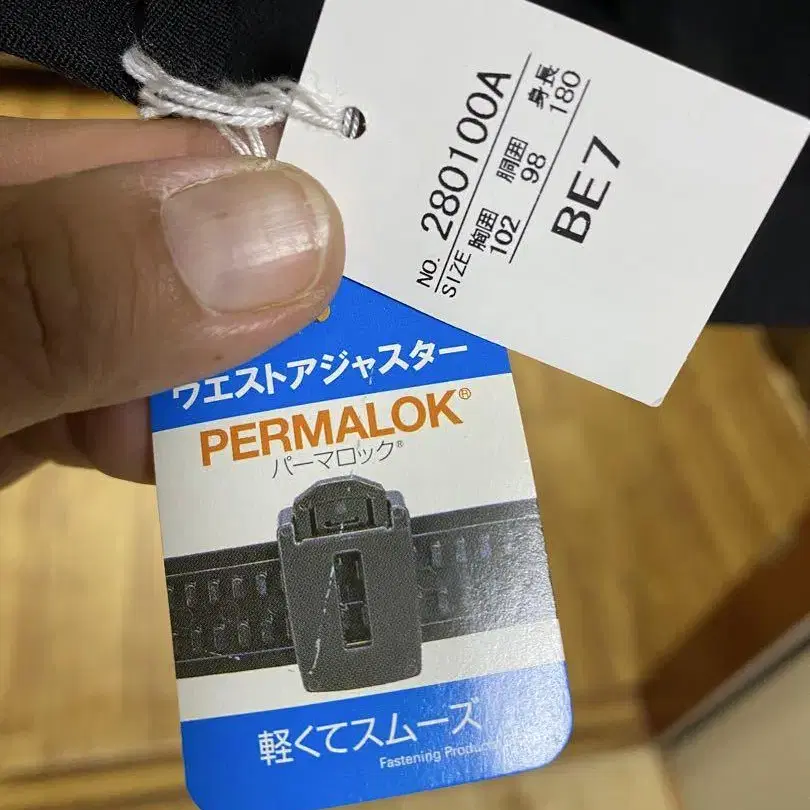 NO. 280100A
SIZE 胸囲 胴囲 身長
102 98 180
BE7
ウエストアジャスター
PERMALOK®
パーマロック®
軽くてスムーズ
Fastening Produc